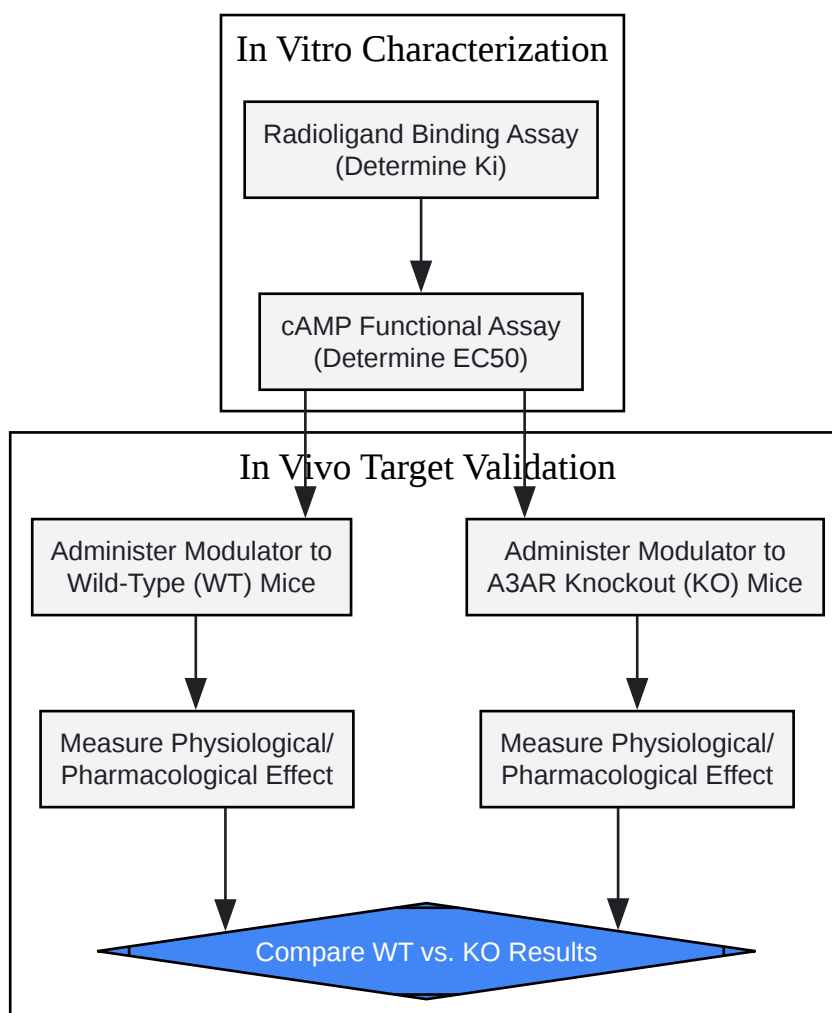 In Vitro Characterization
Radioligand Binding Assay
(Determine Ki)
cAMP Functional Assay
(Determine EC50)
In Vivo Target Validation
Administer Modulator to
Wild-Type (WT) Mice
Administer Modulator to
A3AR Knockout (KO) Mice
Measure Physiological/
Pharmacological Effect
Measure Physiological/
Pharmacological Effect
Compare WT vs. KO Results